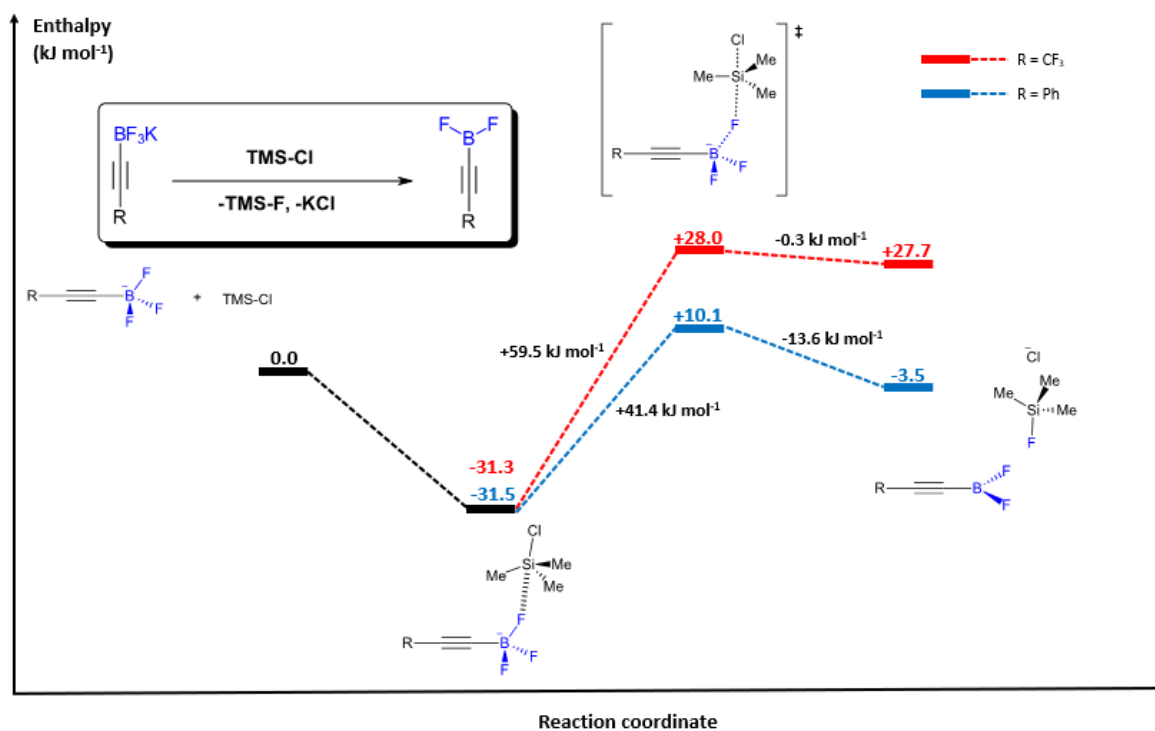 Enthalpy
(kJ mol⁻¹)
BF₃K
R
TMS-Cl
-TMS-F, -KCl
F F
B
R
‡
Cl
Me Si Me
Me
F
R B⁻ F
F
R = CF₃
R = Ph
R B⁻ F
F
F
+ TMS-Cl
0.0
-31.3
-31.5
+59.5 kJ mol⁻¹
+41.4 kJ mol⁻¹
+28.0
-0.3 kJ mol⁻¹
+27.7
+10.1
-13.6 kJ mol⁻¹
-3.5
⁻Cl
Me Me
Si Me
F
R B F
F
Cl
Me Si Me
Me
F
R B⁻ F
F
Reaction coordinate